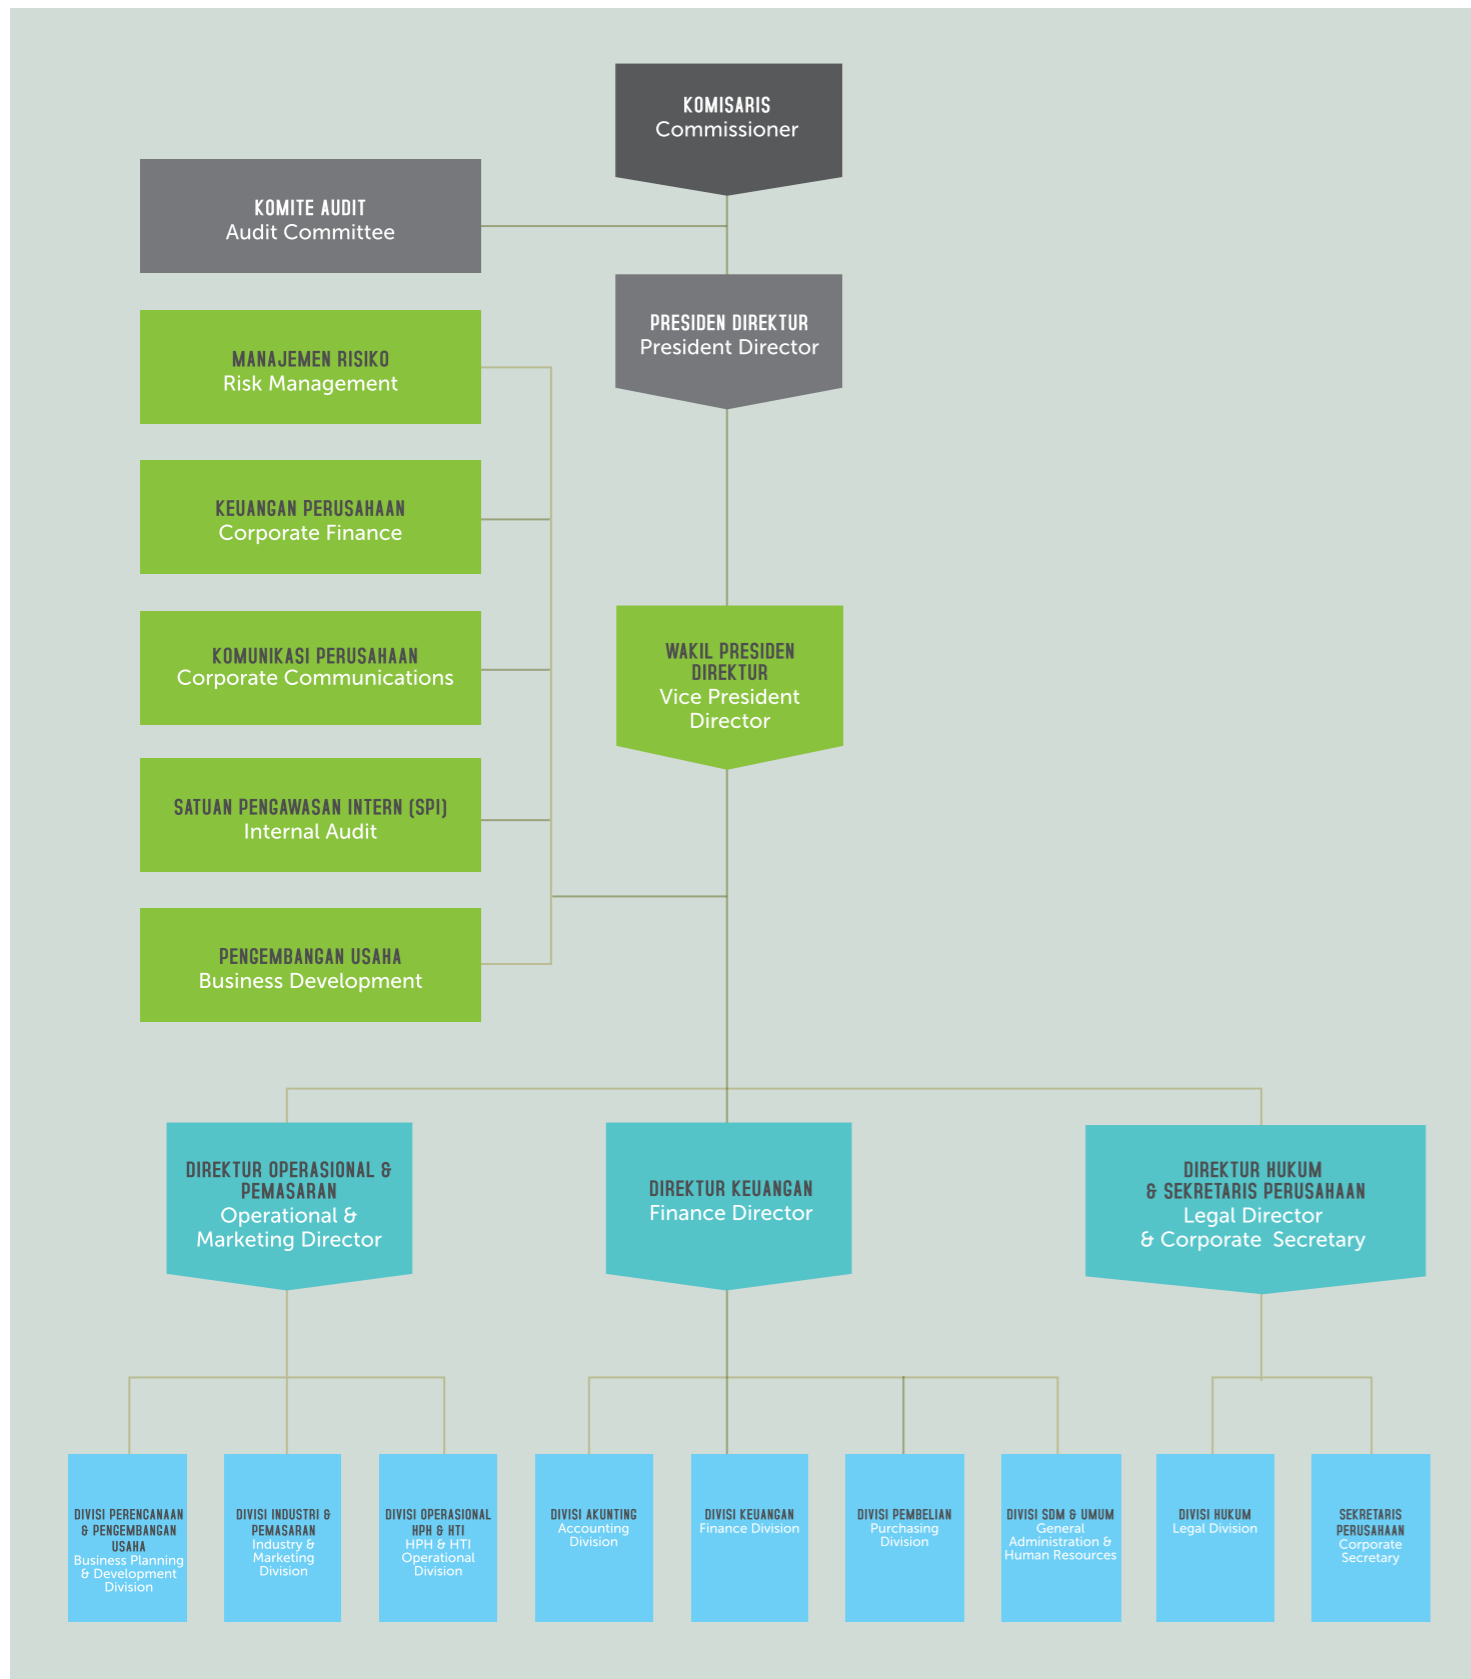 KOMISARIS
Commissioner
KOMITE AUDIT
Audit Committee
PRESIDEN DIREKTUR
President Director
MANAJEMEN RISIKO
Risk Management
KEUANGAN PERUSAHAAN
Corporate Finance
KOMUNIKASI PERUSAHAAN
Corporate Communications
WAKIL PRESIDEN
DIREKTUR
Vice President
Director
SATUAN PENGAWASAN INTERN (SPI)
Internal Audit
PENGEMBANGAN USAHA
Business Development
DIREKTUR OPERASIONAL &
PEMASARAN
Operational &
Marketing Director
DIREKTUR KEUANGAN
Finance Director
DIREKTUR HUKUM
& SEKRETARIS PERUSAHAAN
Legal Director
& Corporate Secretary
DIVISI PERENCANAAN
& PENGEMBANGAN
USAHA
Business Planning
& Development
Division
DIVISI INDUSTRI &
PEMASARAN
Industry &
Marketing
Division
DIVISI OPERASIONAL
HPH & HTI
HPH & HTI
Operational
Division
DIVISI AKUNTING
Accounting
Division
DIVISI KEUANGAN
Finance Division
DIVISI PEMBELIAN
Purchasing
Division
DIVISI SDM & UMUM
General
Administration &
Human Resources
DIVISI HUKUM
Legal Division
SEKRETARIS
PERUSAHAAN
Corporate
Secretary